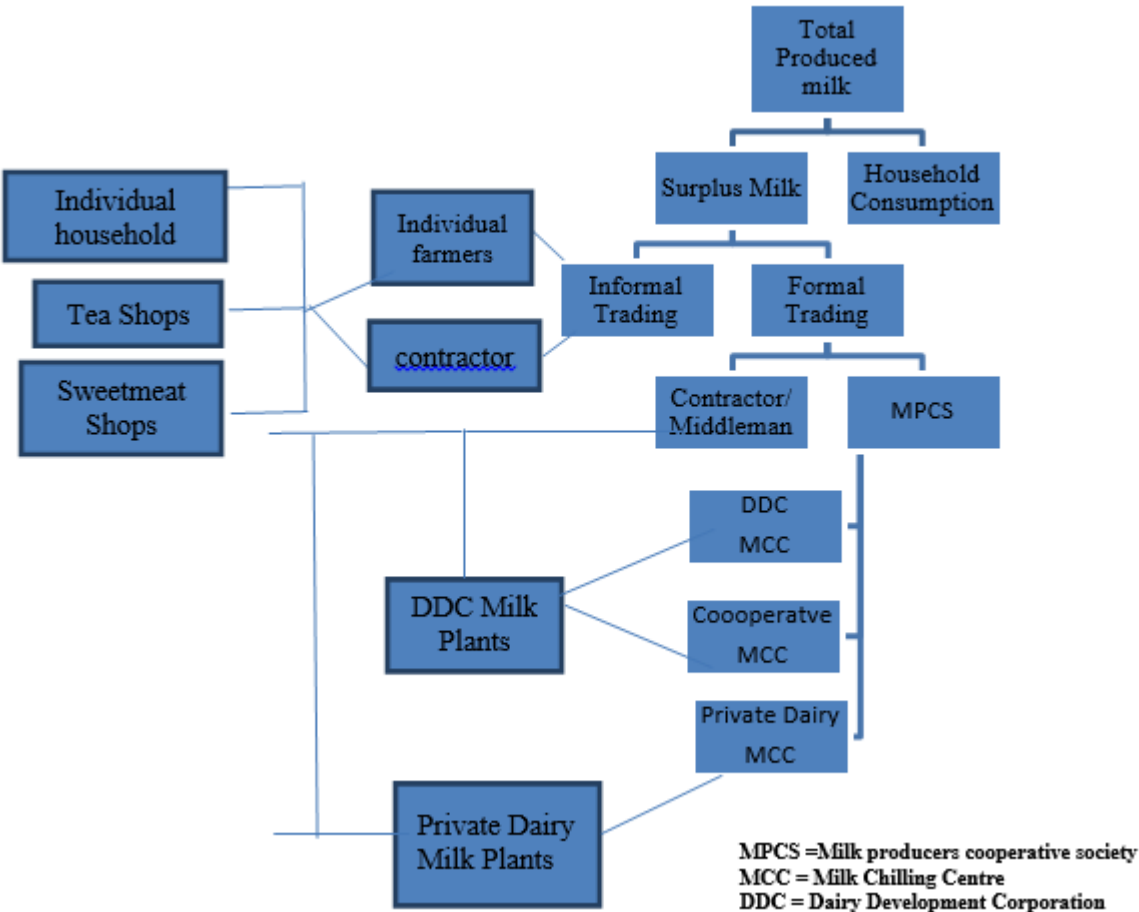 Total
Produced
milk
Surplus Milk
Household
Consumption
Individual
household
Individual
farmers
Informal
Trading
Formal
Trading
Tea Shops
contractor
Sweetmeat
Shops
Contractor/
Middleman
MPCS
DDC
MCC
DDC Milk
Plants
Coooperatve
MCC
Private Dairy
MCC
Private Dairy
Milk Plants
MPCS =Milk producers cooperative society
MCC = Milk Chilling Centre
DDC = Dairy Development Corporation